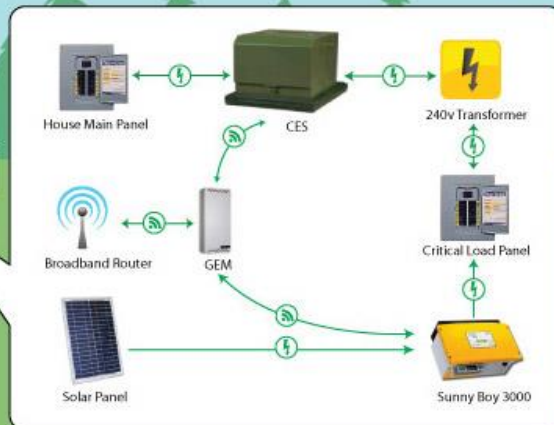 House Main Panel
CES
240v Transformer
Broadband Router
GEM
Critical Load Panel
Solar Panel
Sunny Boy 3000